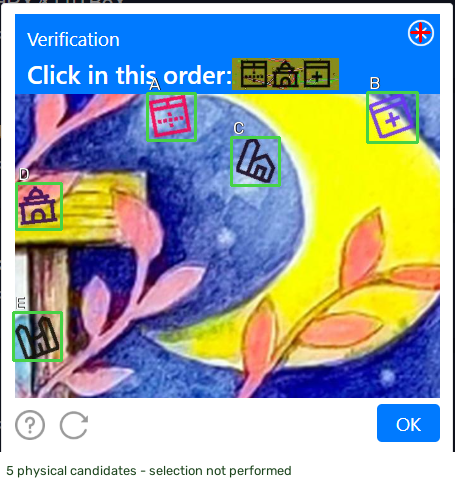 Verification
Click in this order:
A
B
C
D
E
OK
5 physical candidates - selection not performed